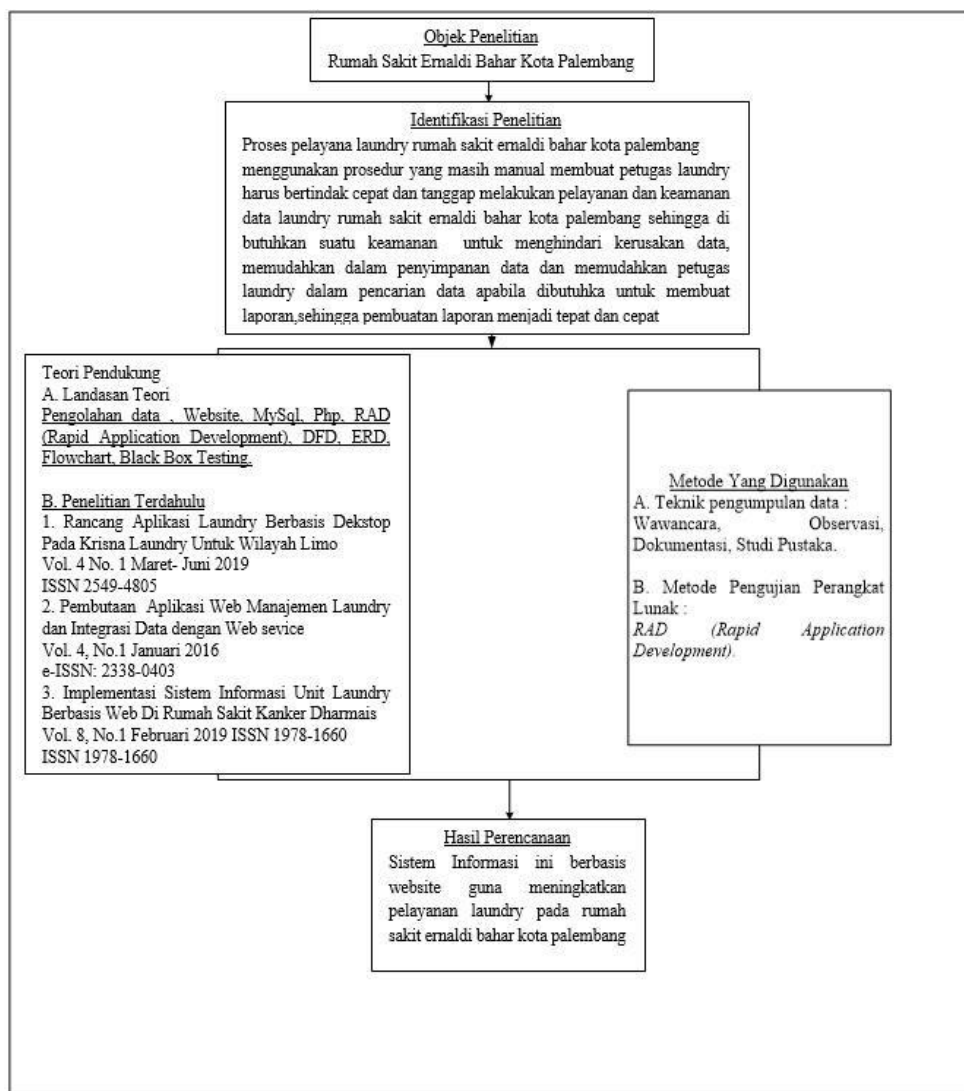 Objek Penelitian
Rumah Sakit Ernaldi Bahar Kota Palembang
Identifikasi Penelitian
Proses pelayana laundry rumah sakit ernaldi bahar kota palembang
menggunakan prosedur yang masih manual membuat petugas laundry
harus bertindak cepat dan tanggap melakukan pelayanan dan keamanan
data laundry rumah sakit ernaldi bahar kota palembang sehingga di
butuhkan suatu keamanan untuk menghindari kerusakan data,
memudahkan dalam penyimpanan data dan memudahkan petugas
laundry dalam pencarian data apabila dibutuhka untuk membuat
laporan,sehingga pembuatan laporan menjadi tepat dan cepat
Teori Pendukung
A. Landasan Teori
Pengolahan data , Website, MySql, Php, RAD
(Rapid Application Development), DFD, ERD,
Flowchart, Black Box Testing.
B. Penelitian Terdahulu
1. Rancang Aplikasi Laundry Berbasis Dekstop
Pada Krisna Laundry Untuk Wilayah Limo
Vol. 4 No. 1 Maret- Juni 2019
ISSN 2549-4805
2. Pembutaan Aplikasi Web Manajemen Laundry
dan Integrasi Data dengan Web sevice
Vol. 4, No.1 Januari 2016
e-ISSN: 2338-0403
3. Implementasi Sistem Informasi Unit Laundry
Berbasis Web Di Rumah Sakit Kanker Dharmais
Vol. 8, No.1 Februari 2019 ISSN 1978-1660
ISSN 1978-1660
Metode Yang Digunakan
A. Teknik pengumpulan data :
Wawancara, Observasi,
Dokumentasi, Studi Pustaka.
B. Metode Pengujian Perangkat
Lunak :
RAD (Rapid Application
Development).
Hasil Perencanaan
Sistem Informasi ini berbasis
website guna meningkatkan
pelayanan laundry pada rumah
sakit ernaldi bahar kota palembang